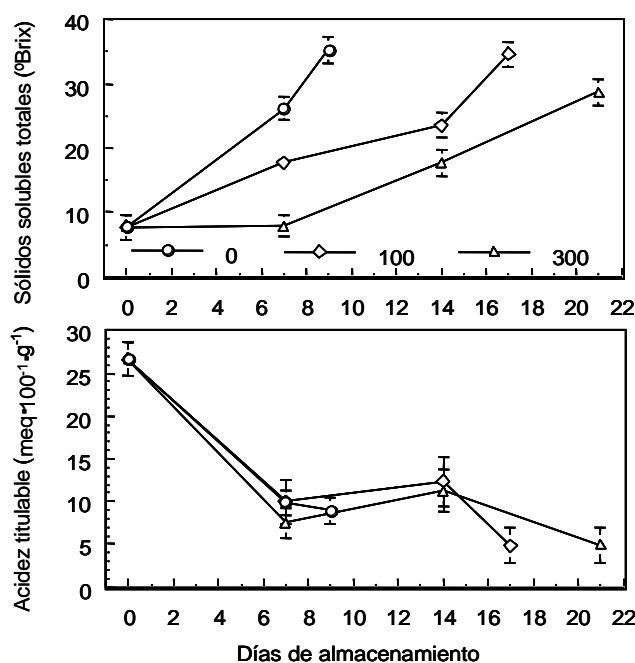 Sólidos solubles totales (ºBrix)
40
30
20
10
0
0 100 300
0 2 4 6 8 10 12 14 16 18 20 22
Acidez titulable (meq•100⁻¹•g⁻¹)
30
25
20
15
10
5
0
0 2 4 6 8 10 12 14 16 18 20 22
Días de almacenamiento